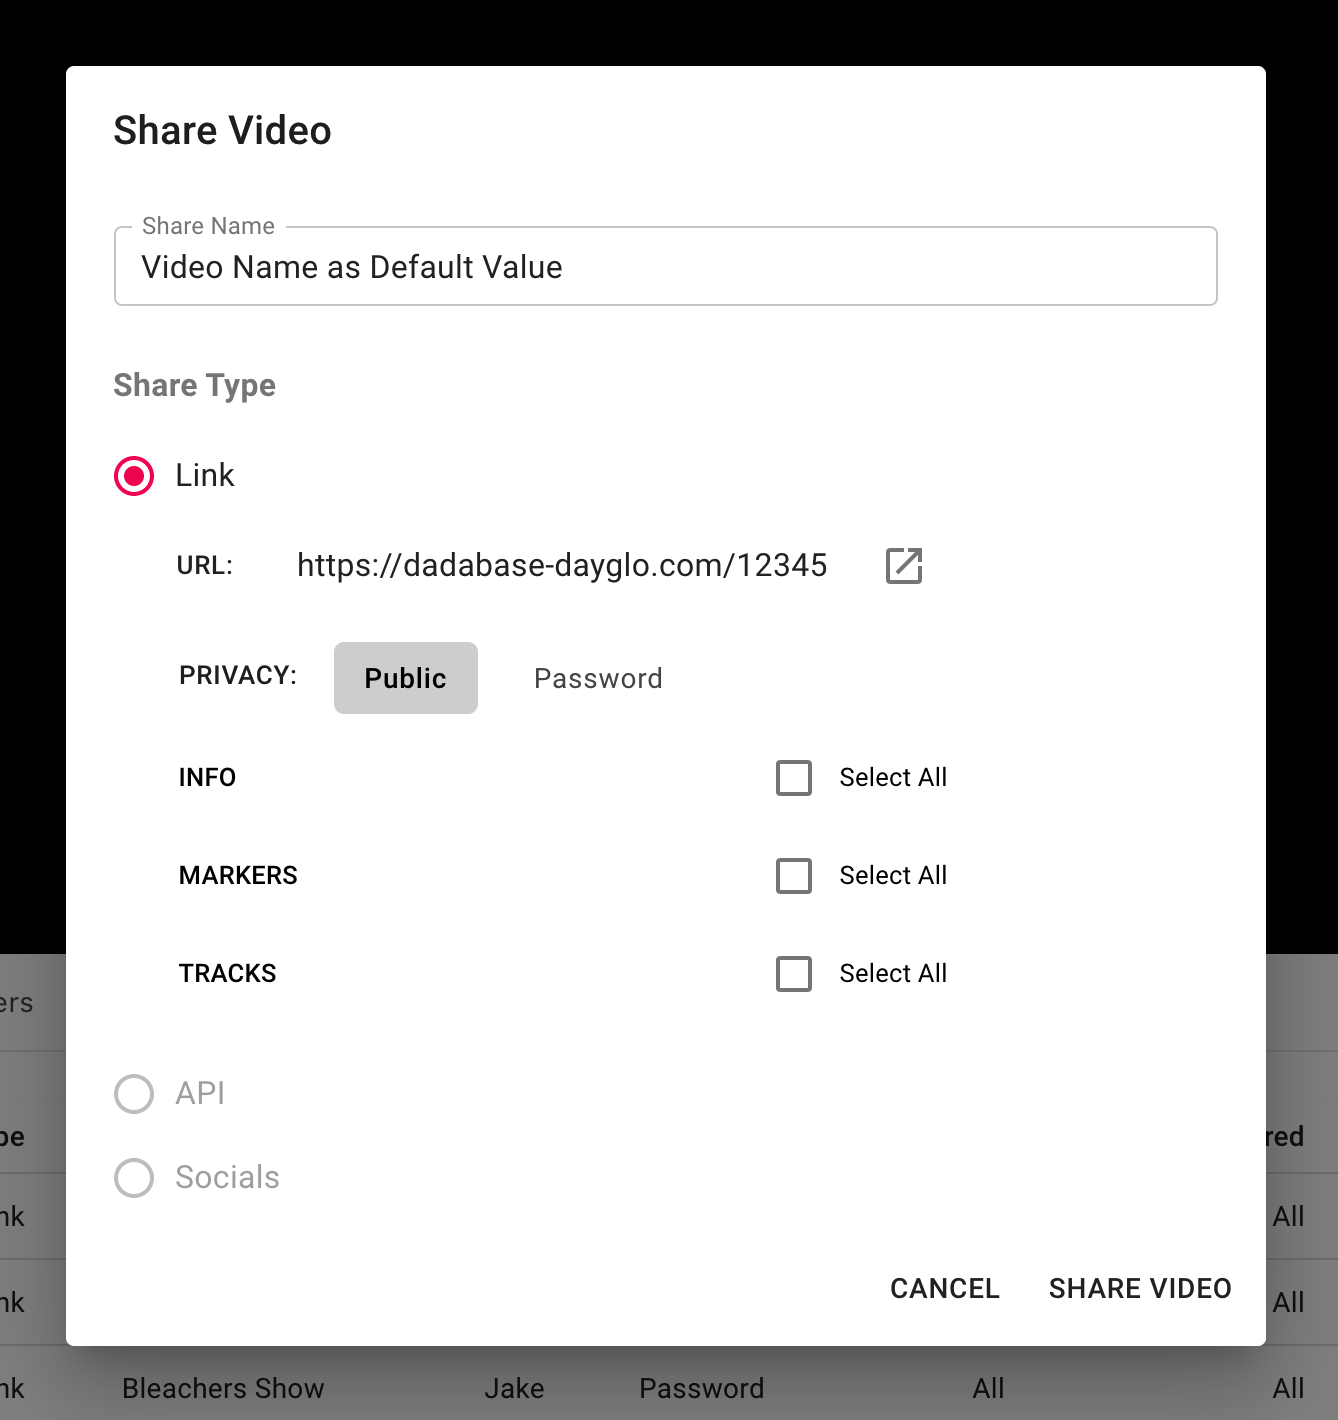 Share Video
Share Name
Video Name as Default Value
Share Type
Link
URL: https://dadabase-dayglo.com/12345
PRIVACY: Public Password
INFO Select All
MARKERS Select All
TRACKS Select All
ers
API
pe red
Socials
nk All
CANCEL SHARE VIDEO
nk All
nk Bleachers Show Jake Password All All